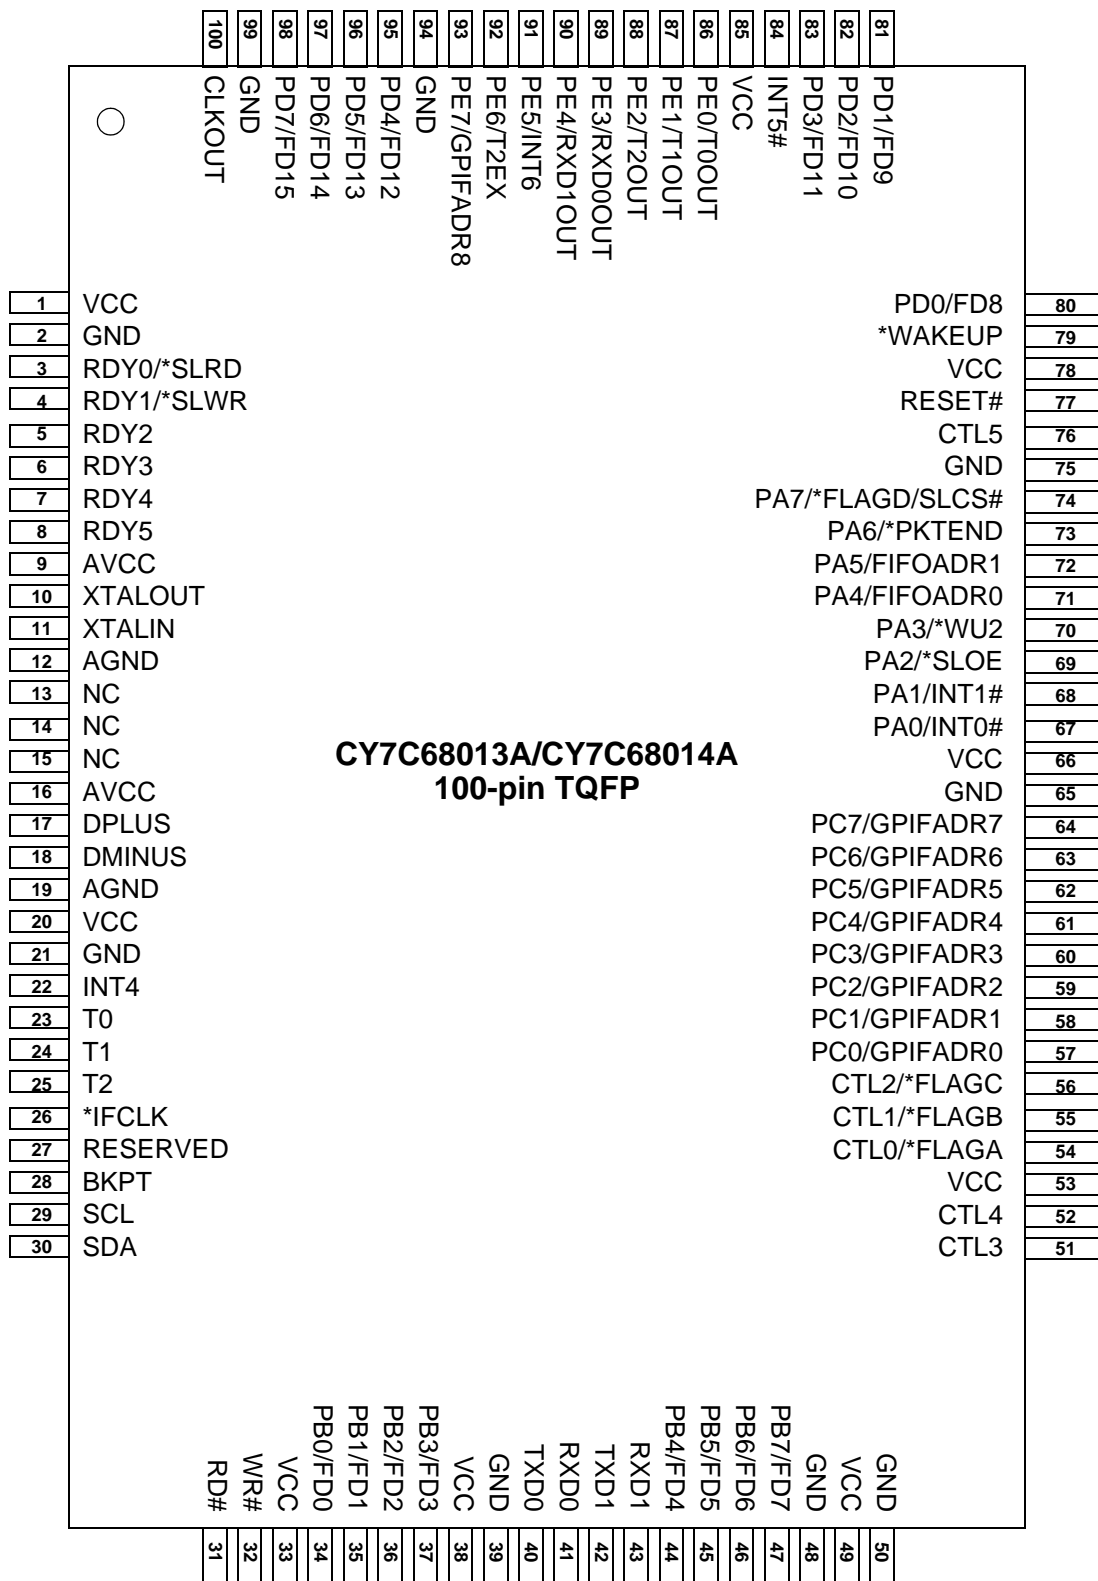 100
99
98
97
96
95
94
93
92
91
90
89
88
87
86
85
84
83
82
81
CLKOUT
GND
PD7/FD15
PD6/FD14
PD5/FD13
PD4/FD12
GND
PE7/GPIFADR8
PE6/T2EX
PE5/INT6
PE4/RXD1OUT
PE3/RXD0OUT
PE2/T2OUT
PE1/T1OUT
PE0/T0OUT
VCC
INT5#
PD3/FD11
PD2/FD10
PD1/FD9
1 VCC
2 GND
3 RDY0/*SLRD
4 RDY1/*SLWR
5 RDY2
6 RDY3
7 RDY4
8 RDY5
9 AVCC
10 XTALOUT
11 XTALIN
12 AGND
13 NC
14 NC
15 NC
16 AVCC
17 DPLUS
18 DMINUS
19 AGND
20 VCC
21 GND
22 INT4
23 T0
24 T1
25 T2
26 *IFCLK
27 RESERVED
28 BKPT
29 SCL
30 SDA
CY7C68013A/CY7C68014A
100-pin TQFP
PD0/FD8 80
*WAKEUP 79
VCC 78
RESET# 77
CTL5 76
GND 75
PA7/*FLAGD/SLCS# 74
PA6/*PKTEND 73
PA5/FIFOADR1 72
PA4/FIFOADR0 71
PA3/*WU2 70
PA2/*SLOE 69
PA1/INT1# 68
PA0/INT0# 67
VCC 66
GND 65
PC7/GPIFADR7 64
PC6/GPIFADR6 63
PC5/GPIFADR5 62
PC4/GPIFADR4 61
PC3/GPIFADR3 60
PC2/GPIFADR2 59
PC1/GPIFADR1 58
PC0/GPIFADR0 57
CTL2/*FLAGC 56
CTL1/*FLAGB 55
CTL0/*FLAGA 54
VCC 53
CTL4 52
CTL3 51
RD#
WR#
VCC
PB0/FD0
PB1/FD1
PB2/FD2
PB3/FD3
VCC
GND
TXD0
RXD0
TXD1
RXD1
PB4/FD4
PB5/FD5
PB6/FD6
PB7/FD7
GND
VCC
GND
31
32
33
34
35
36
37
38
39
40
41
42
43
44
45
46
47
48
49
50